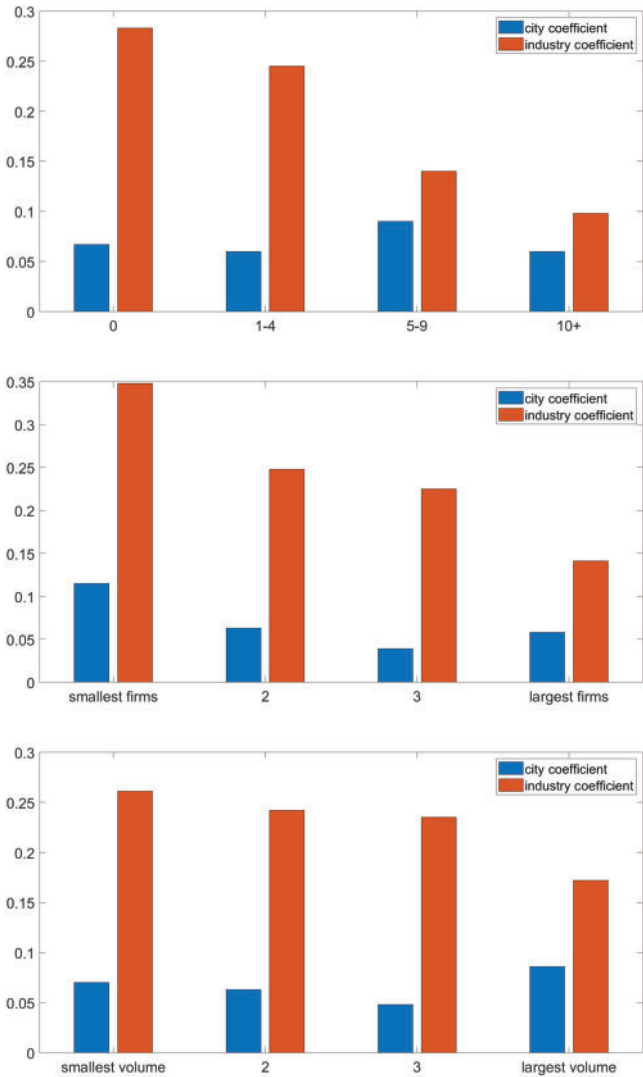 0.3
city coefficient
industry coefficient
0.25
0.2
0.15
0.1
0.05
0
0 1-4 5-9 10+
0.35
city coefficient
industry coefficient
0.3
0.25
0.2
0.15
0.1
0.05
0
smallest firms 2 3 largest firms
0.3
city coefficient
industry coefficient
0.25
0.2
0.15
0.1
0.05
0
smallest volume 2 3 largest volume